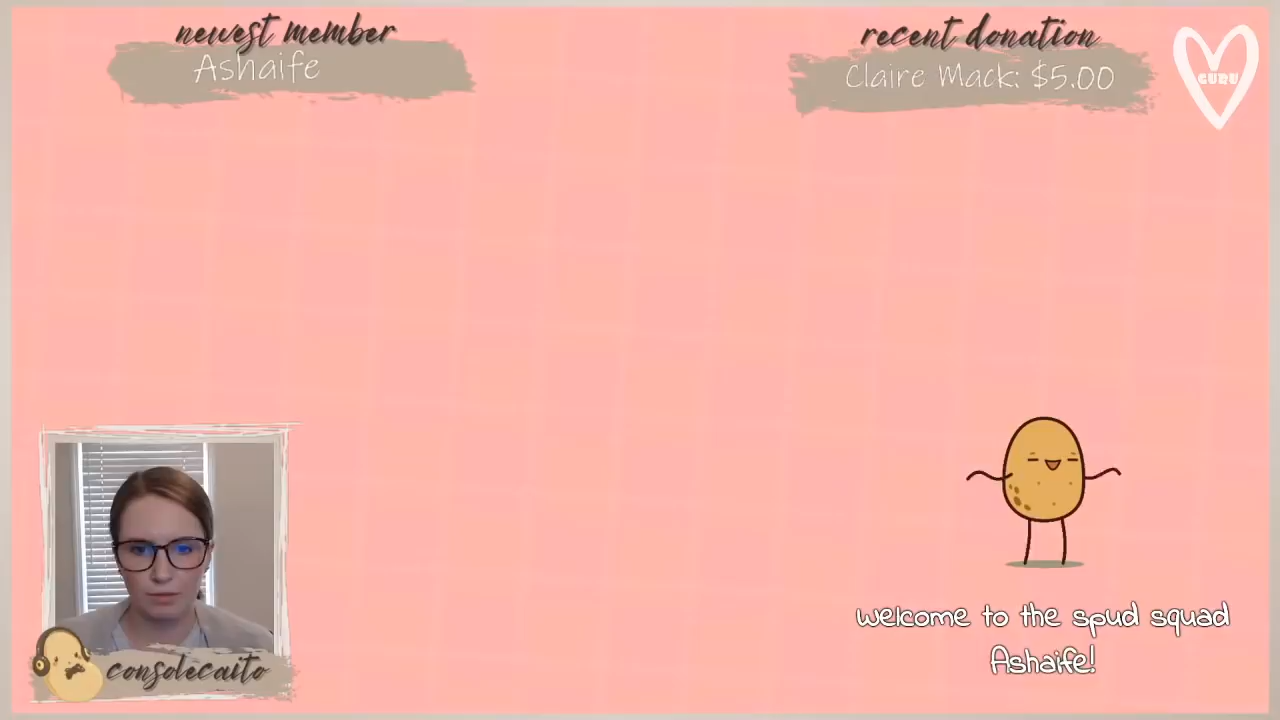 newest member
Ashaife
recent donation
Claire Mack: $5.00
GURU
consolecaito
welcome to the spud squad
Ashaife!